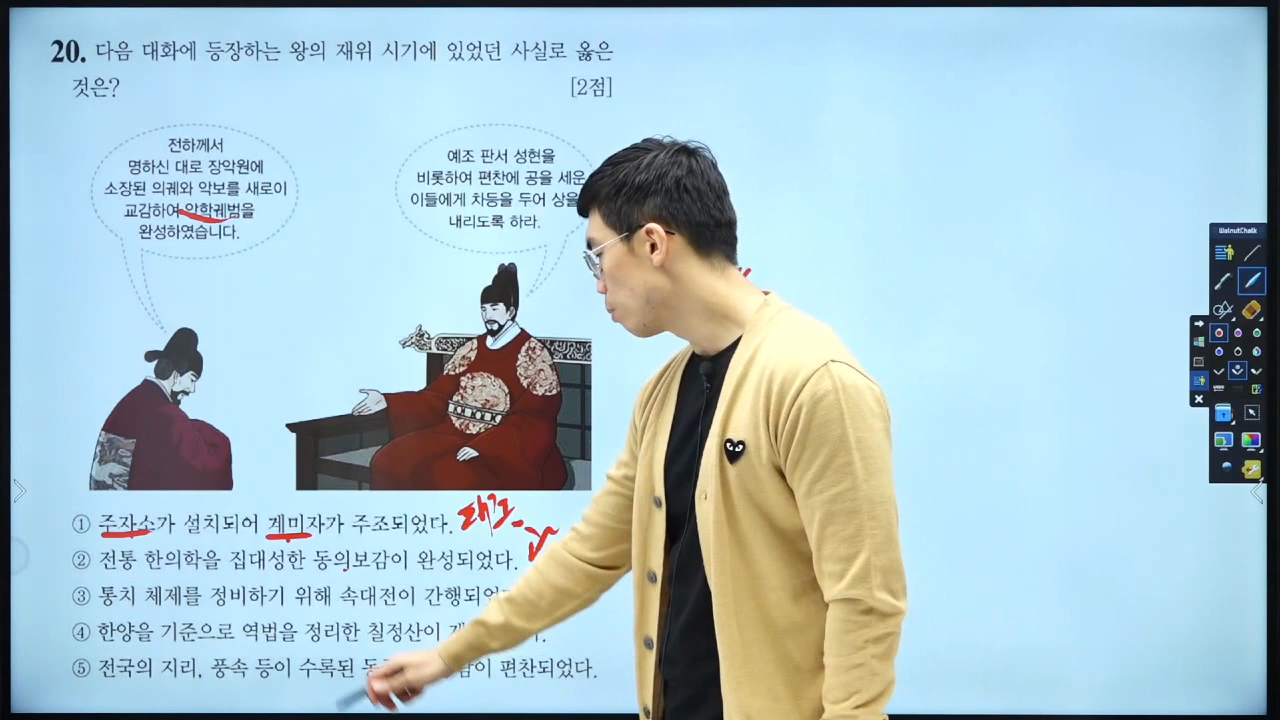 20. 다음 대화에 등장하는 왕의 재위 시기에 있었던 사실로 옳은
것은? [2점]
전하께서
명하신 대로 장악원에
소장된 의궤와 악보를 새로이
교감하여 악학궤범을
완성하였습니다.
예조 판서 성현을
비롯하여 편찬에 공을 세운
이들에게 차등을 두어 상을
내리도록 하라.
① 주자소가 설치되어 계미자가 주조되었다.
② 전통 한의학을 집대성한 동의보감이 완성되었다.
③ 통치 체제를 정비하기 위해 속대전이 간행되었
④ 한양을 기준으로 역법을 정리한 칠정산이
⑤ 전국의 지리, 풍속 등이 수록된 편찬되었다.
WalnutChalk